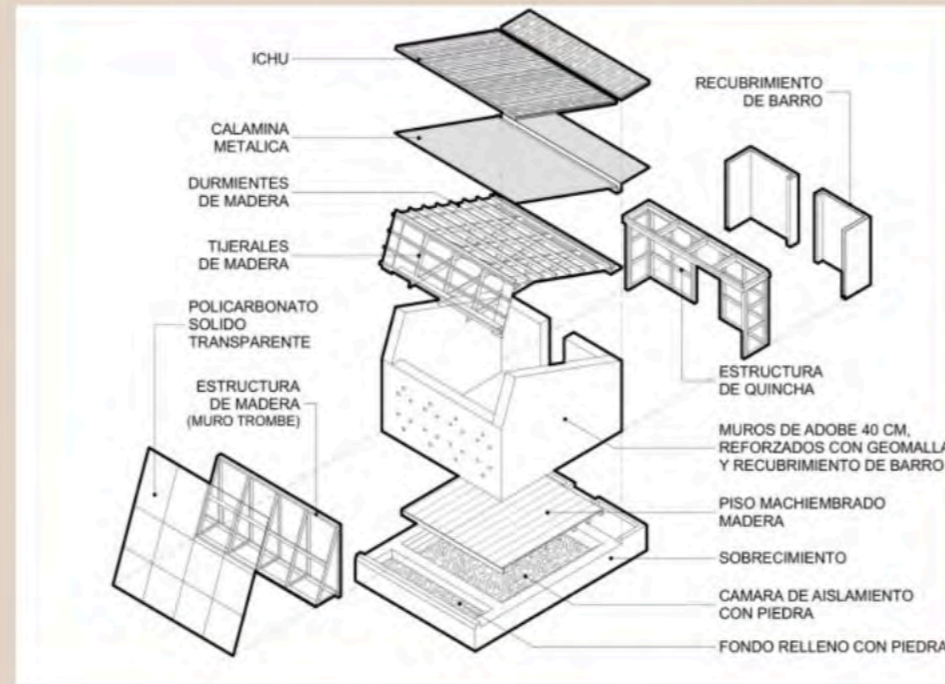 ICHU
CALAMINA
METALICA
DURMIENTES
DE MADERA
TIJERALES
DE MADERA
POLICARBONATO
SOLIDO
TRANSPARENTE
ESTRUCTURA
DE MADERA
(MURO TROMBE)
RECUBRIMIENTO
DE BARRO
ESTRUCTURA
DE QUINCHA
MUROS DE ADOBE 40 CM,
REFORZADOS CON GEOMALLA
Y RECUBRIMIENTO DE BARRO
PISO MACHIEMBRADO
MADERA
SOBRECIMIENTO
CAMARA DE AISLAMIENTO
CON PIEDRA
FONDO RELLENO CON PIEDRA